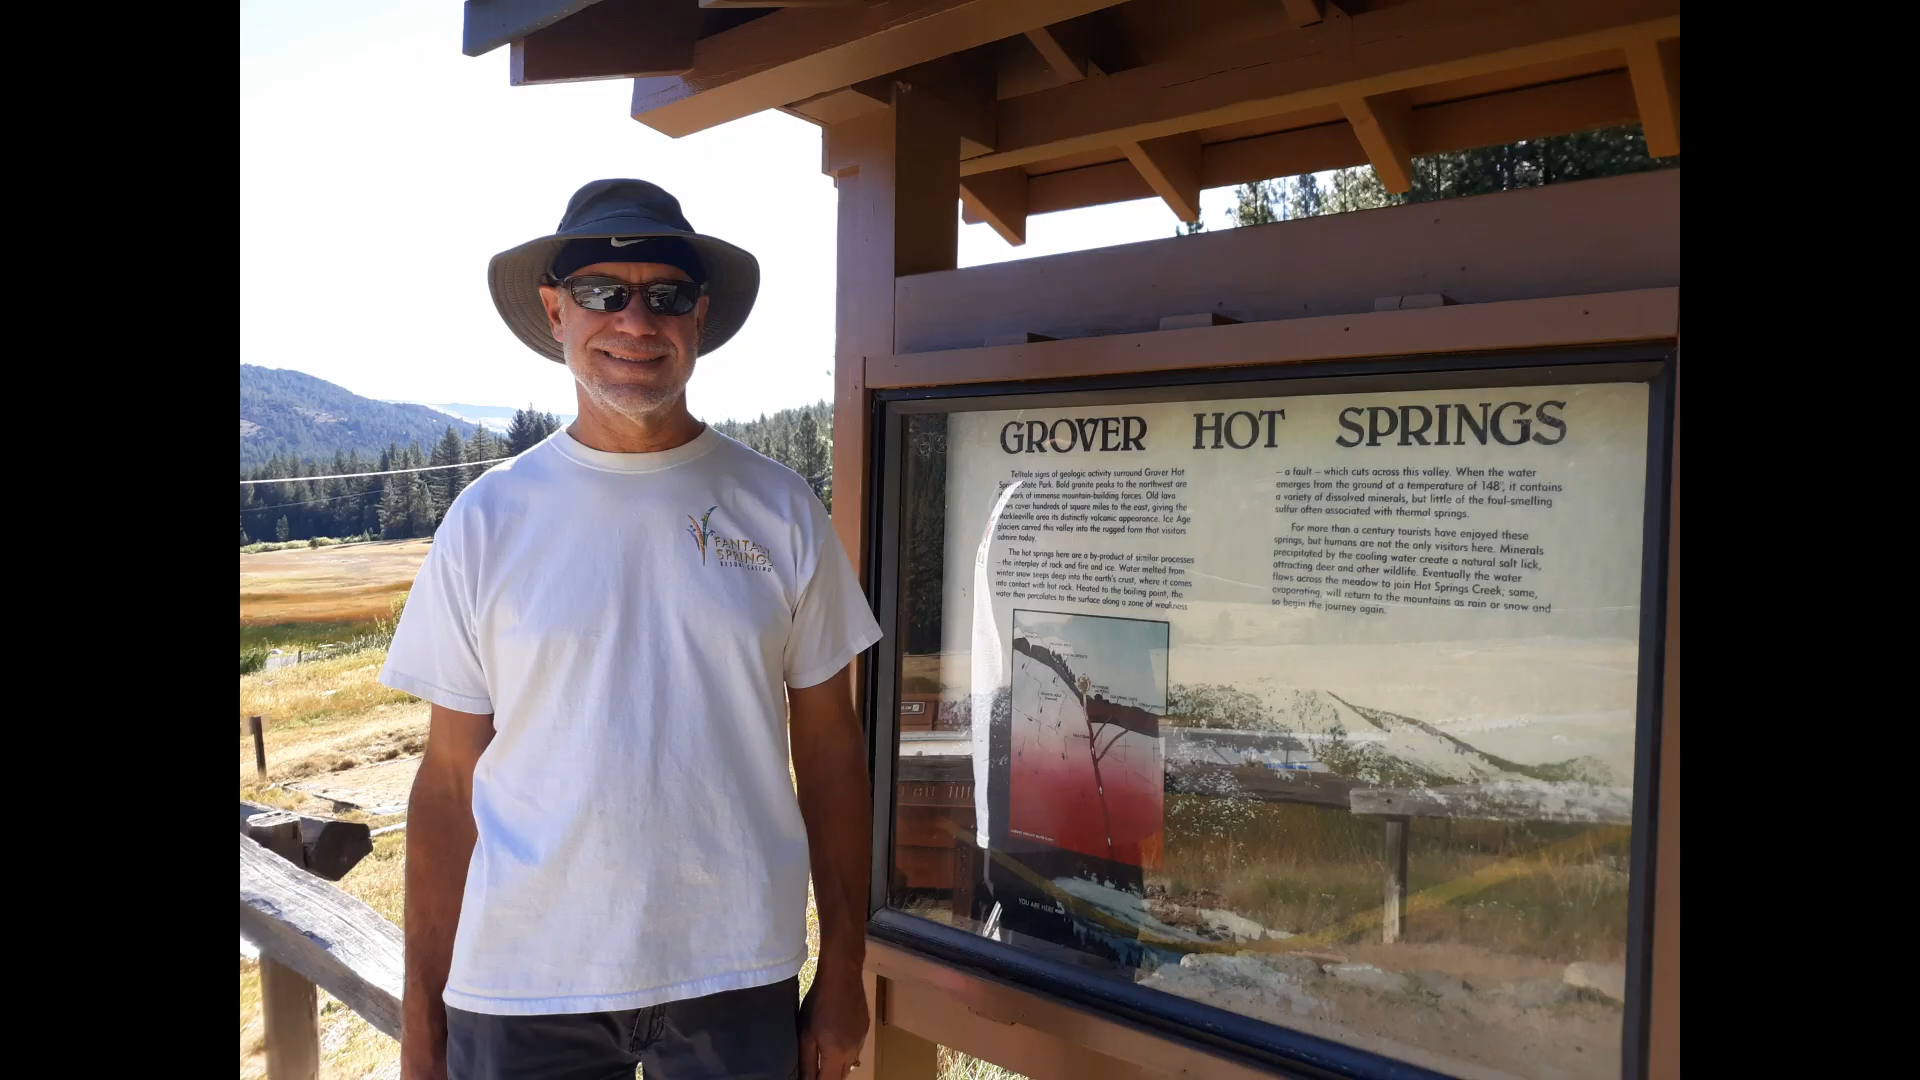 GROVER HOT SPRINGS
Telltale signs of geologic activity surround Grover Hot
Springs State Park. Bold granite peaks to the northwest are
the work of immense mountain-building forces. Old lava
flows cover hundreds of square miles to the east, giving the
Markleeville area its distinctly volcanic appearance. Ice Age
glaciers carved this valley into the rugged form that visitors
admire today.
The hot springs here are a by-product of similar processes
– the interplay of rock and fire and ice. Water melted from
winter snow seeps deep into the earth's crust, where it comes
into contact with hot rock. Heated to the boiling point, the
water then percolates to the surface along a zone of weakness
– a fault – which cuts across this valley. When the water
emerges from the ground at a temperature of 148°, it contains
a variety of dissolved minerals, but little of the foul-smelling
sulfur often associated with thermal springs.
For more than a century tourists have enjoyed these
springs, but humans are not the only visitors here. Minerals
precipitated by the cooling water create a natural salt lick,
attracting deer and other wildlife. Eventually the water
flows across the meadow to join Hot Springs Creek; some,
evaporating, will return to the mountains as rain or snow and
so begin the journey again.
YOU ARE HERE
FANTASY
SPRINGS
RESORT CASINO